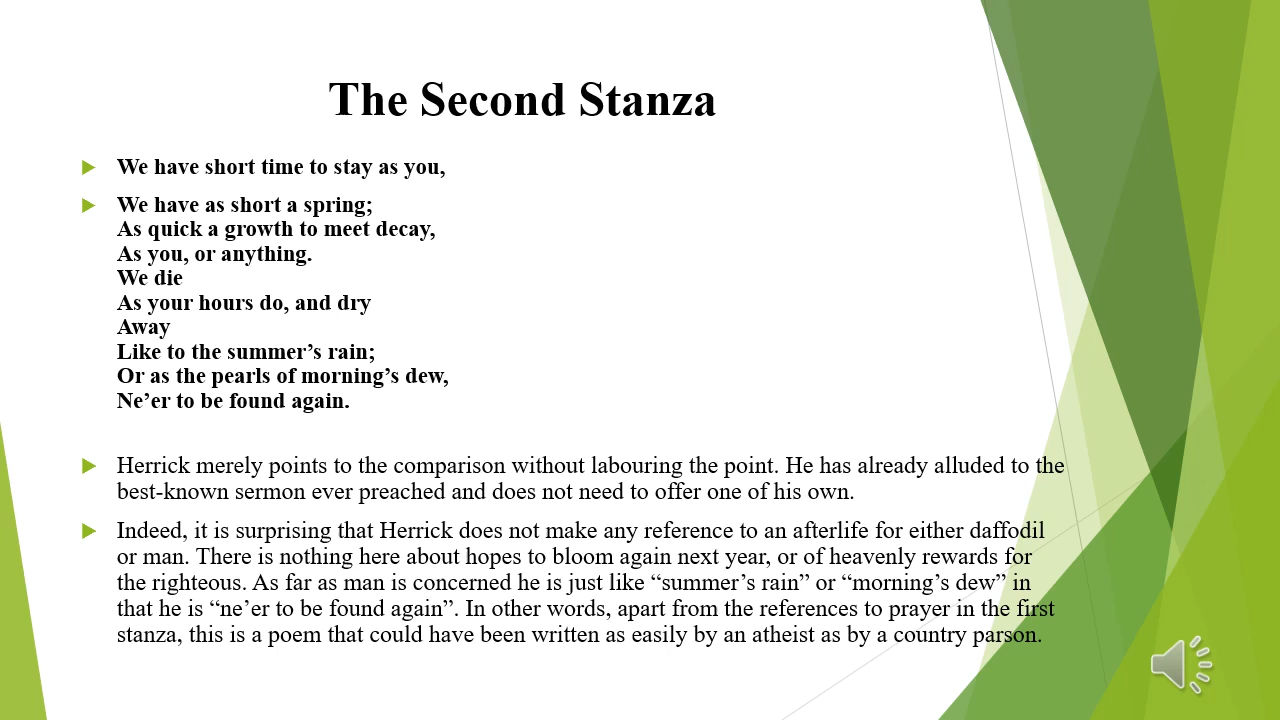 The Second Stanza
We have short time to stay as you,
We have as short a spring;
As quick a growth to meet decay,
As you, or anything.
We die
As your hours do, and dry
Away
Like to the summer’s rain;
Or as the pearls of morning’s dew,
Ne’er to be found again.
Herrick merely points to the comparison without labouring the point. He has already alluded to the
best-known sermon ever preached and does not need to offer one of his own.
Indeed, it is surprising that Herrick does not make any reference to an afterlife for either daffodil
or man. There is nothing here about hopes to bloom again next year, or of heavenly rewards for
the righteous. As far as man is concerned he is just like “summer’s rain” or “morning’s dew” in
that he is “ne’er to be found again”. In other words, apart from the references to prayer in the first
stanza, this is a poem that could have been written as easily by an atheist as by a country parson.